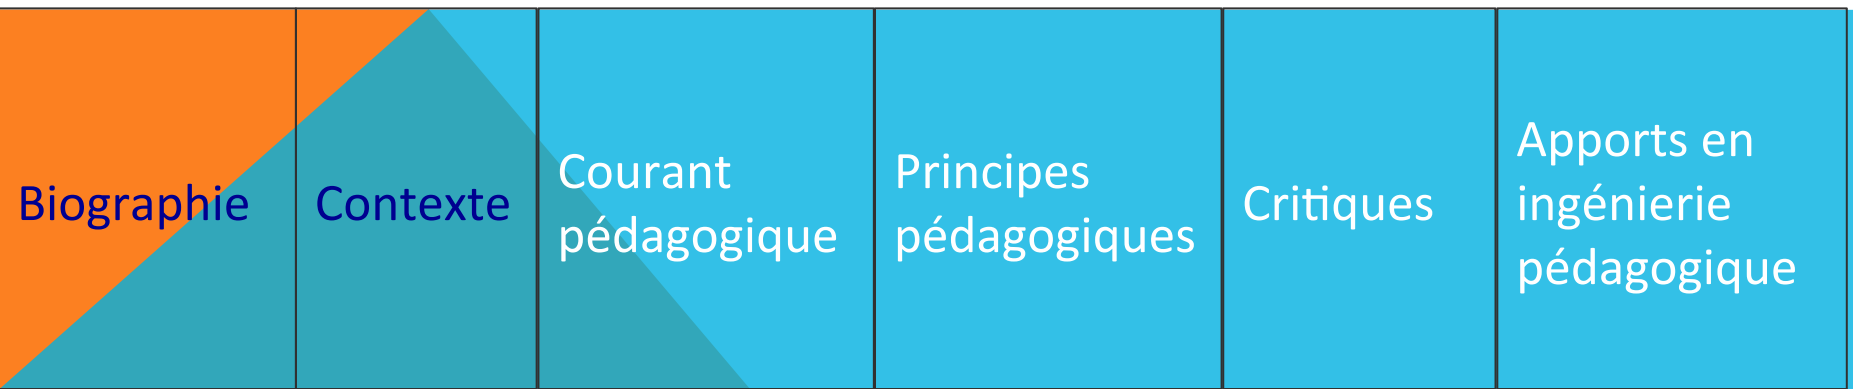 Biographie
Contexte
Courant
pédagogique
Principes
pédagogiques
Critiques
Apports en
ingénierie
pédagogique